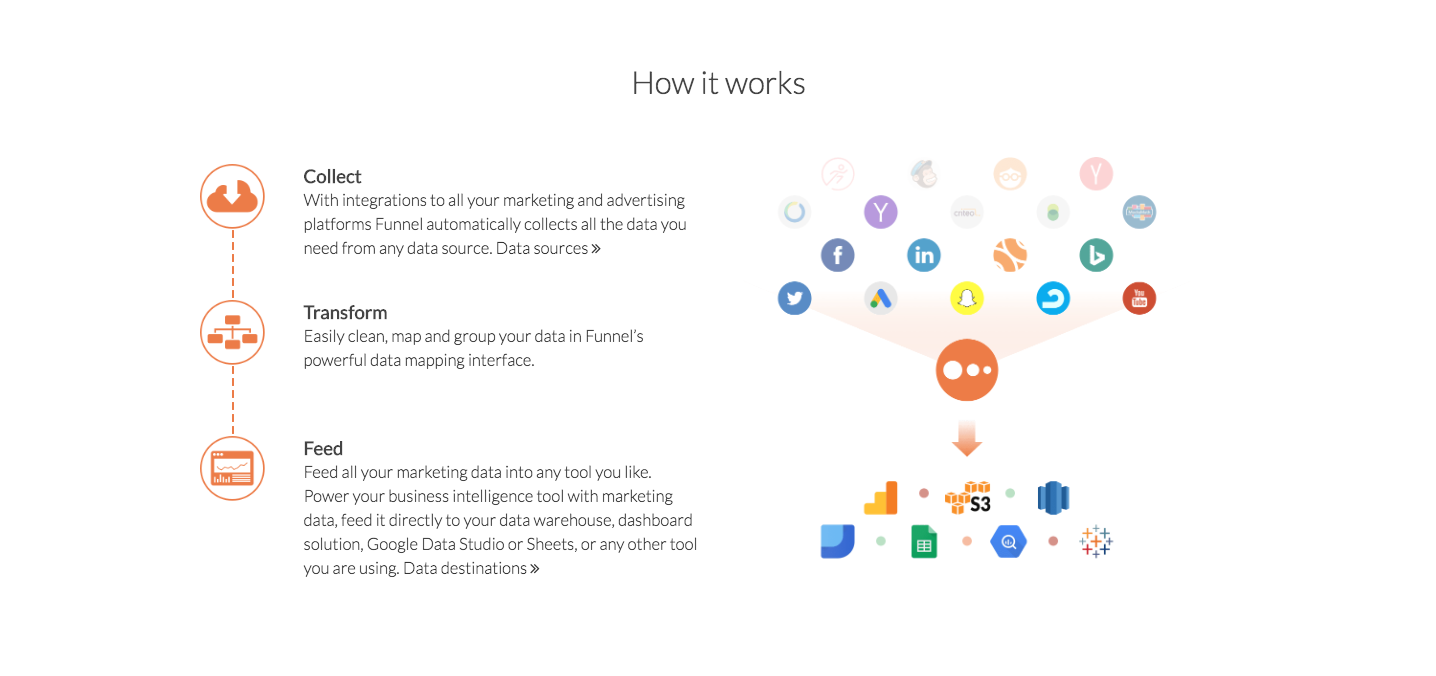 How it works
Collect
With integrations to all your marketing and advertising
platforms Funnel automatically collects all the data you
need from any data source. Data sources »
Transform
Easily clean, map and group your data in Funnel’s
powerful data mapping interface.
Feed
Feed all your marketing data into any tool you like.
Power your business intelligence tool with marketing
data, feed it directly to your data warehouse, dashboard
solution, Google Data Studio or Sheets, or any other tool
you are using. Data destinations »
Y
Y
criteo
f
in
b
You
Tube
S3